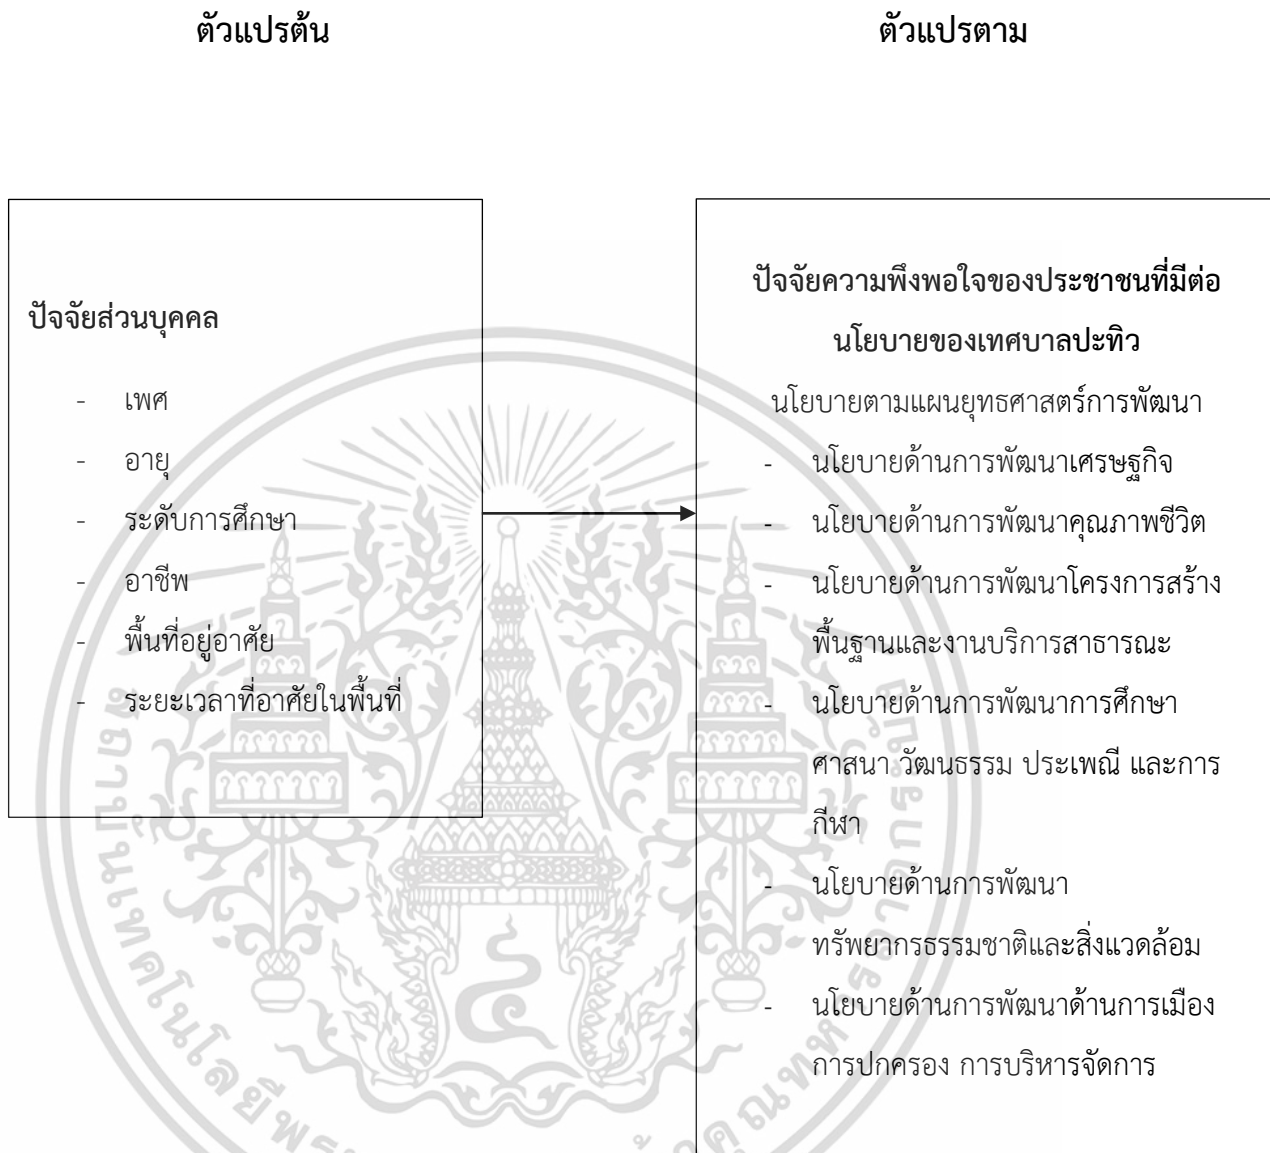 ตัวแปรต้น
ตัวแปรตาม
ปัจจัยส่วนบุคคล
- เพศ
- อายุ
- ระดับการศึกษา
- อาชีพ
- พื้นที่อยู่อาศัย
- ระยะเวลาที่อาศัยในพื้นที่
ปัจจัยความพึงพอใจของประชาชนที่มีต่อ
นโยบายของเทศบาลปะทิว
นโยบายตามแผนยุทธศาสตร์การพัฒนา
- นโยบายด้านการพัฒนาเศรษฐกิจ
- นโยบายด้านการพัฒนาคุณภาพชีวิต
- นโยบายด้านการพัฒนาโครงการสร้าง
พื้นฐานและงานบริการสาธารณะ
- นโยบายด้านการพัฒนาการศึกษา
ศาสนา วัฒนธรรม ประเพณี และการ
กีฬา
- นโยบายด้านการพัฒนา
ทรัพยากรธรรมชาติและสิ่งแวดล้อม
- นโยบายด้านการพัฒนาด้านการเมือง
การปกครอง การบริหารจัดการ